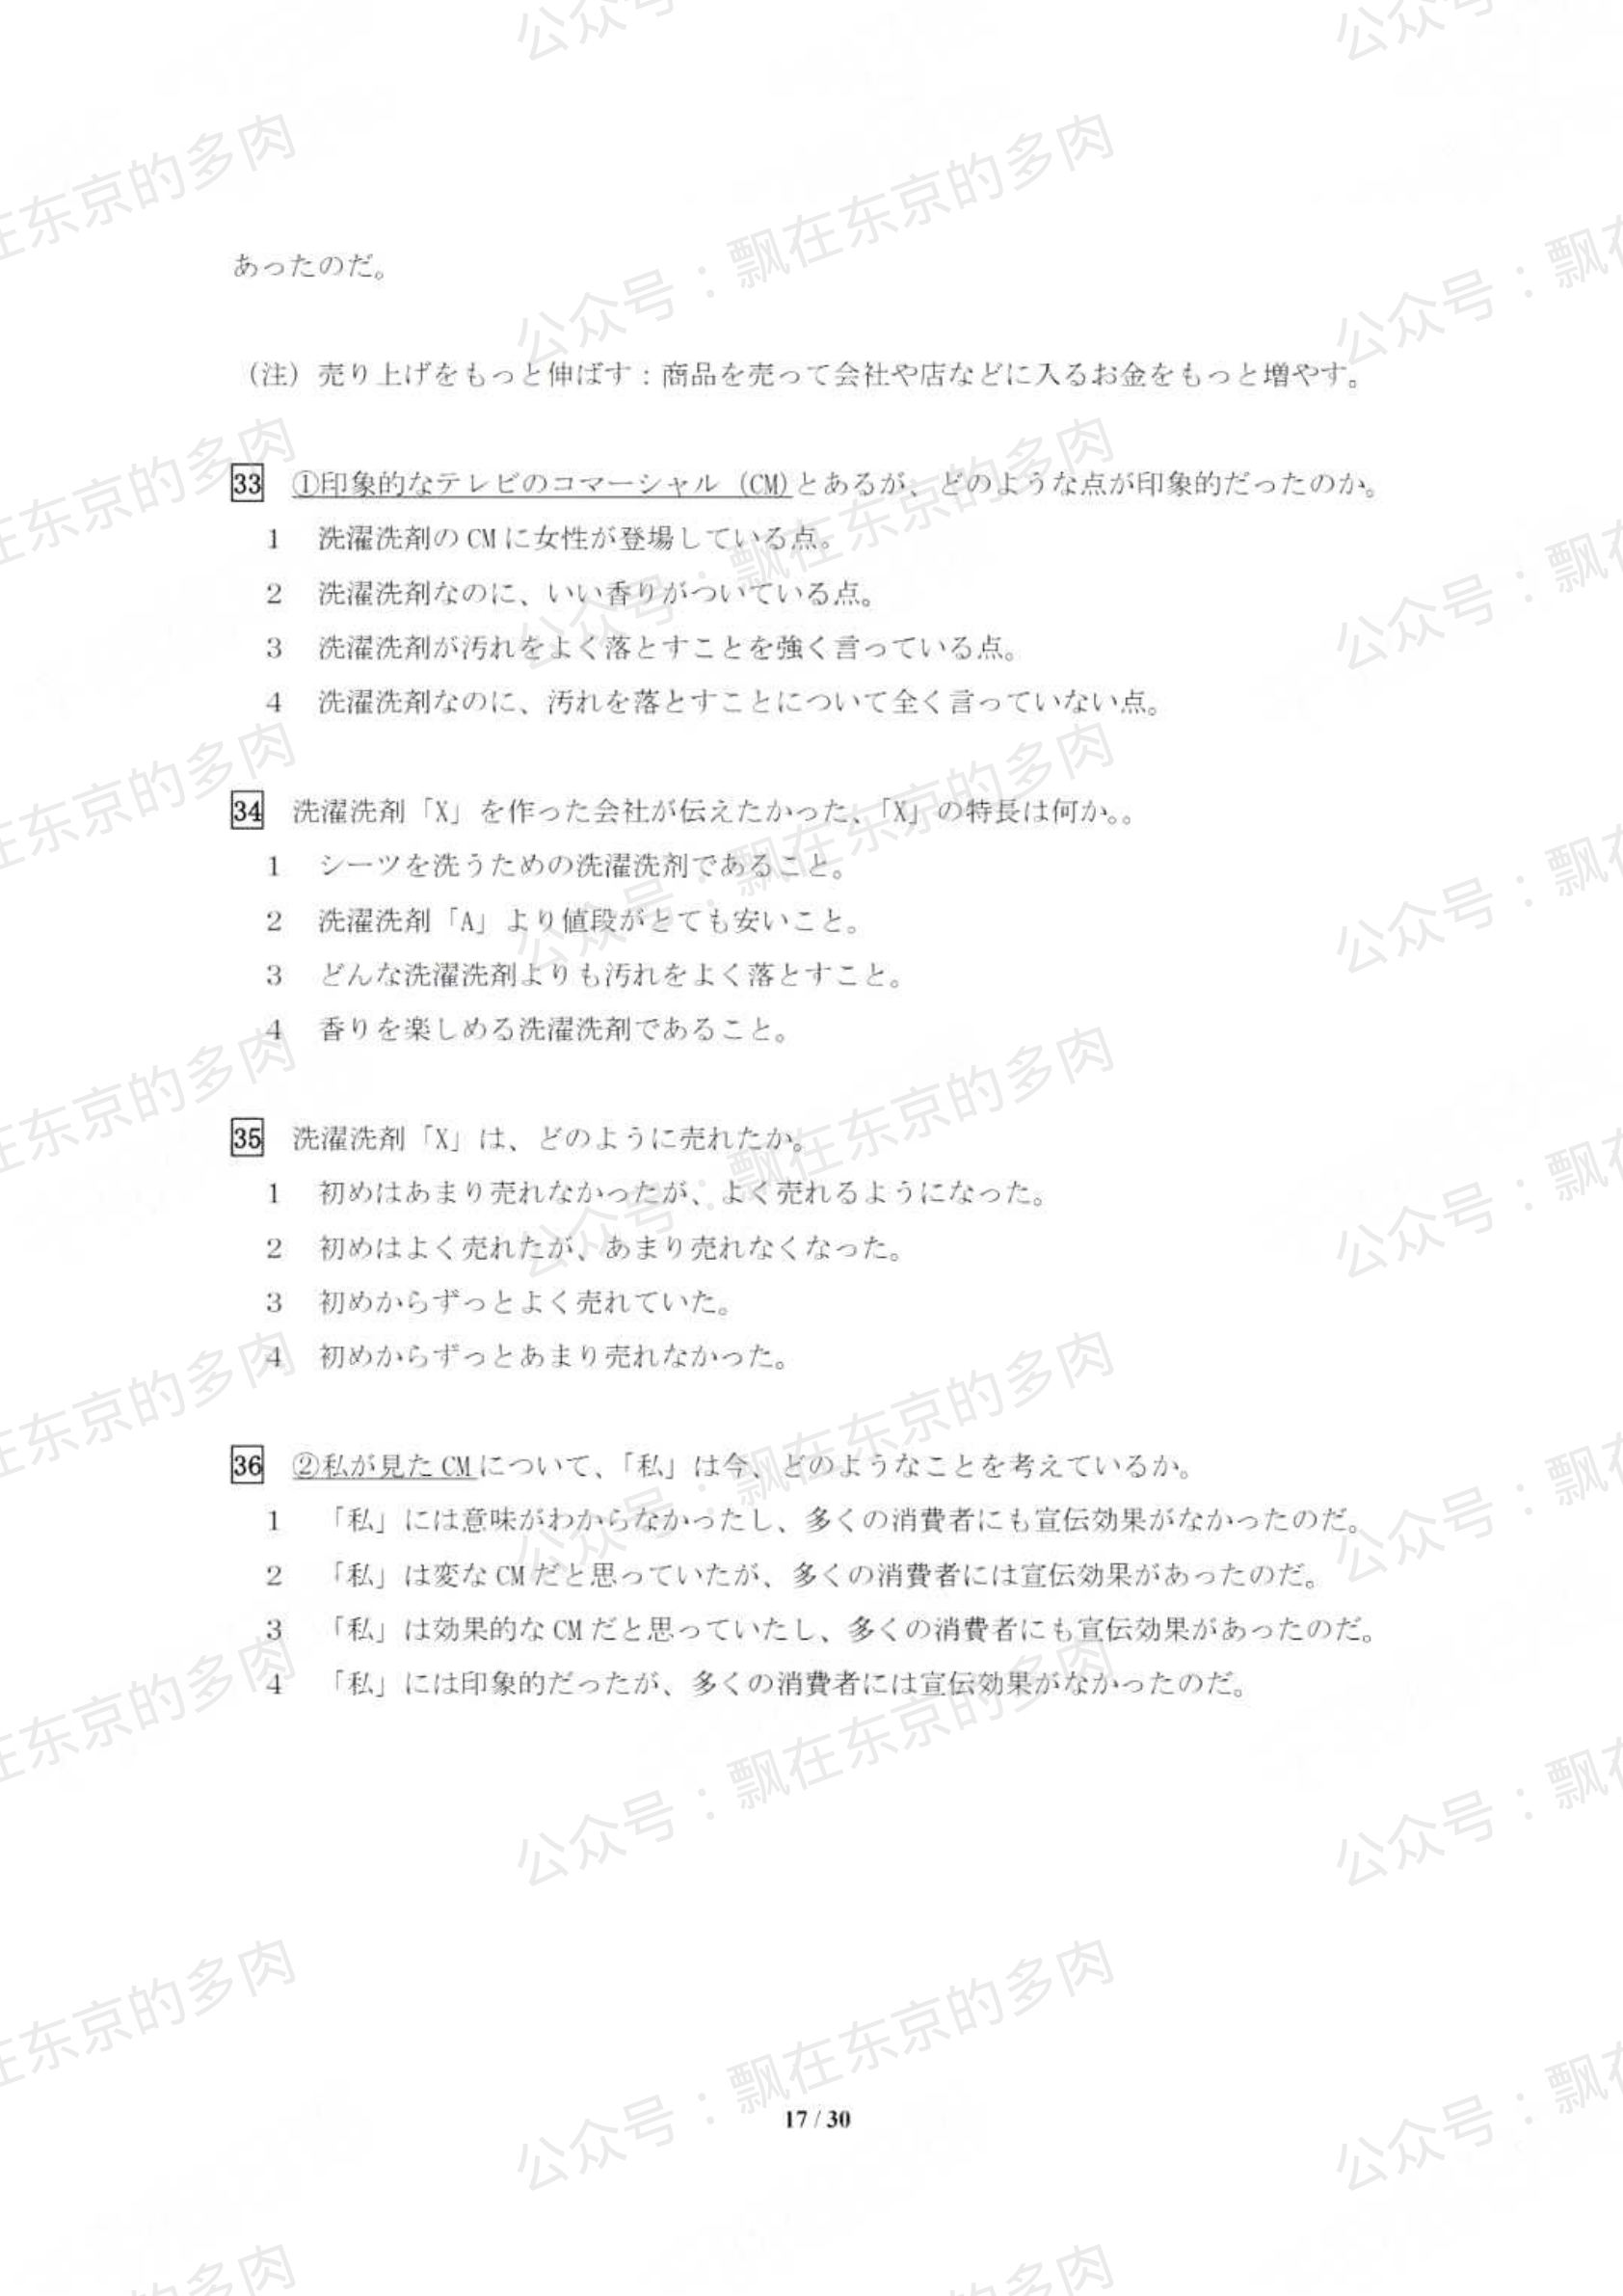 あったのだ。
（注）売り上げをもっと伸ばす：商品を売って会社や店などに入るお金をもっと増やす。
33 ①印象的なテレビのコマーシャル（CM)とあるが、どのような点が印象的だったのか。
1 洗濯洗剤の CM に女性が登場している点。
2 洗濯洗剤なのに、いい香りがついている点。
3 洗濯洗剤が汚れをよく落とすことを強く言っている点。
4 洗濯洗剤なのに、汚れを落とすことについて全く言っていない点。
34 洗濯洗剤「X」を作った会社が伝えたかった、「X」の特長は何か。。
1 シーツを洗うための洗濯洗剤であること。
2 洗濯洗剤「A」より値段がとても安いこと。
3 どんな洗濯洗剤よりも汚れをよく落とすこと。
4 香りを楽しめる洗濯洗剤であること。
35 洗濯洗剤「X」は、どのように売れたか。
1 初めはあまり売れなかったが、よく売れるようになった。
2 初めはよく売れたが、あまり売れなくなった。
3 初めからずっとよく売れていた。
4 初めからずっとあまり売れなかった。
36 ②私が見た CM について、「私」は今、どのようなことを考えているか。
1 「私」には意味がわからなかったし、多くの消費者にも宣伝効果がなかったのだ。
2 「私」は変な CM だと思っていたが、多くの消費者には宣伝効果があったのだ。
3 「私」は効果的な CM だと思っていたし、多くの消費者にも宣伝効果があったのだ。
4 「私」には印象的だったが、多くの消費者には宣伝効果がなかったのだ。
17 / 30
公众号：飘在东京的多肉